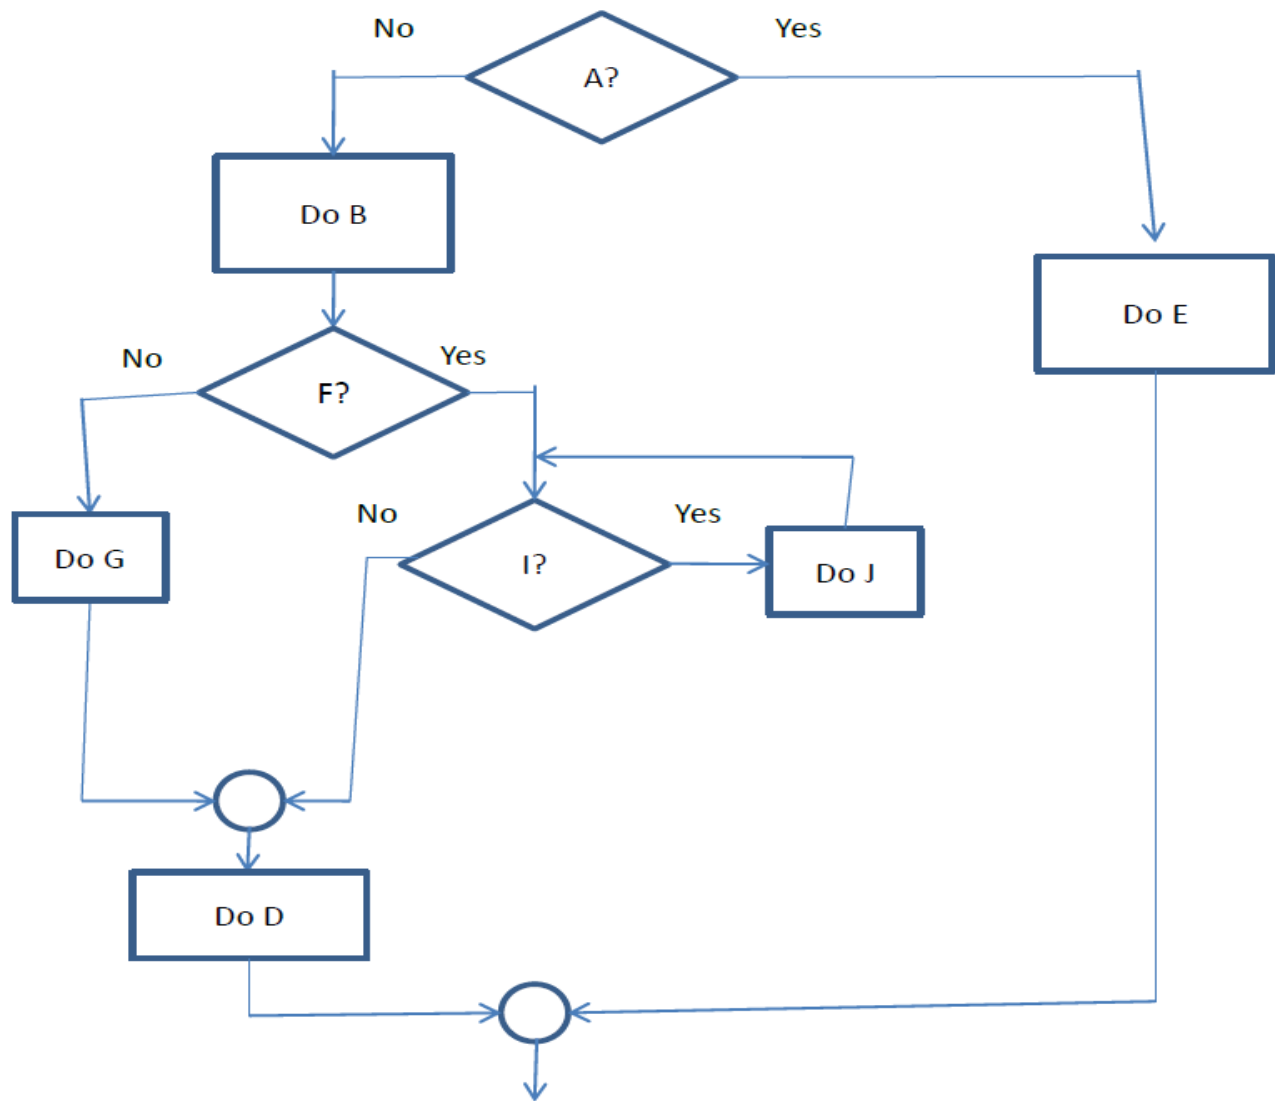 No
Yes
A?
Do B
Do E
No
Yes
F?
No
Yes
Do G
I?
Do J
Do D